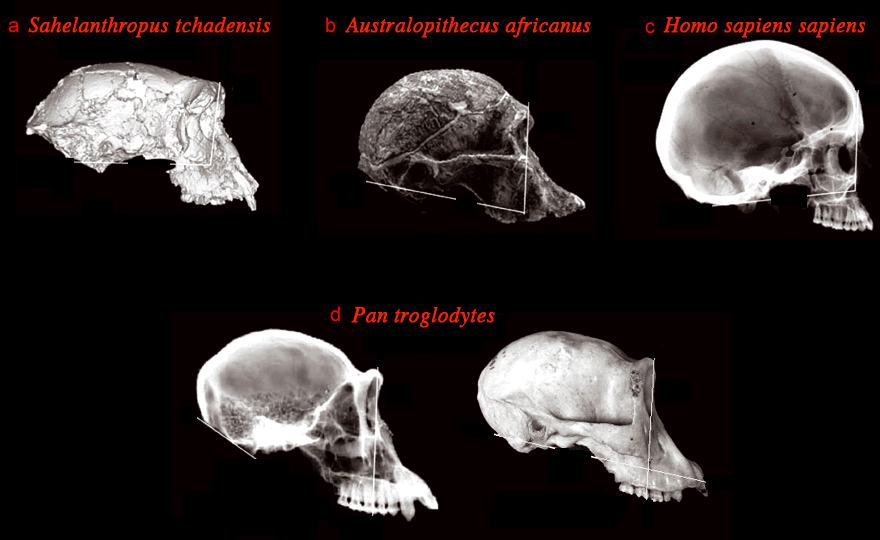 a Sahelanthropus tchadensis
b Australopithecus africanus
c Homo sapiens sapiens
d Pan troglodytes